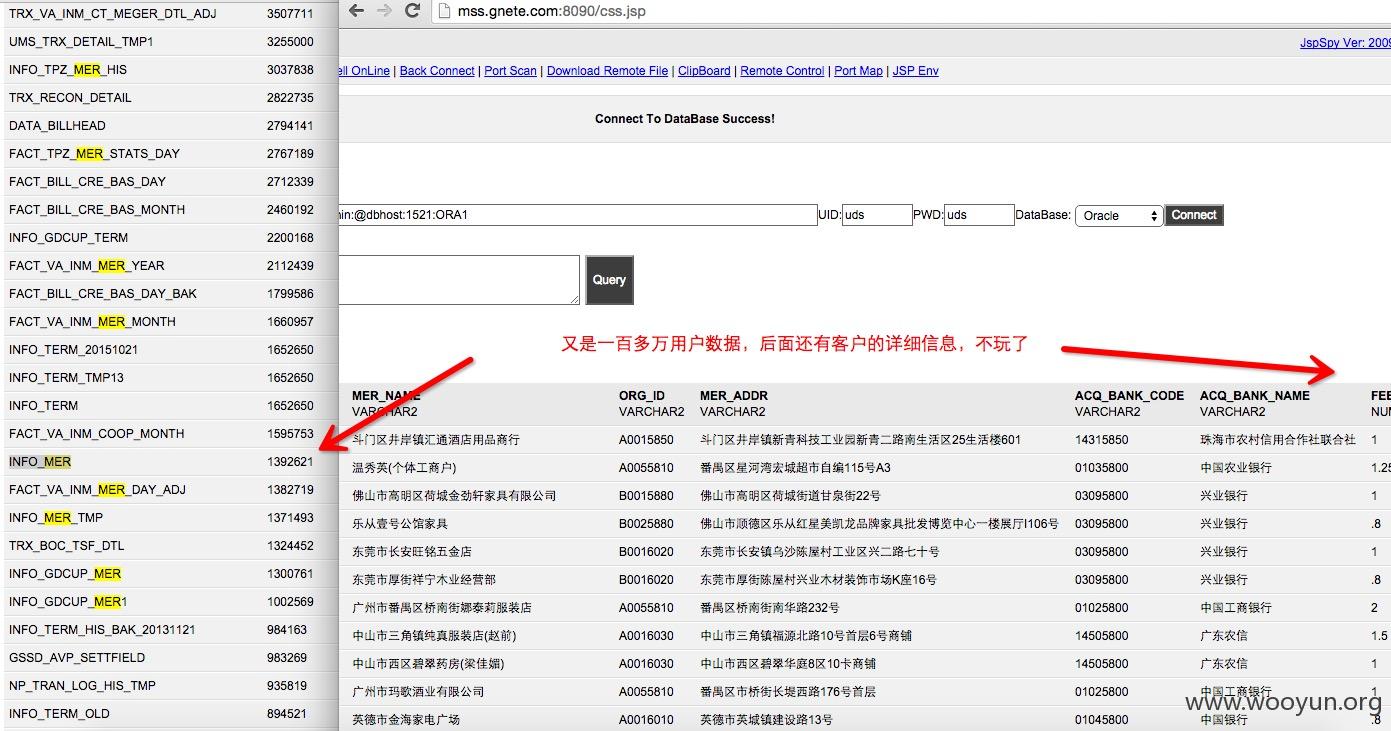 TRX_VA_INM_CT_MEGER_DTL_ADJ 3507711
UMS_TRX_DETAIL_TMP1 3255000
INFO_TPZ_MER_HIS 3037838
TRX_RECON_DETAIL 2822735
DATA_BILLHEAD 2794141
FACT_TPZ_MER_STATS_DAY 2767189
FACT_BILL_CRE_BAS_DAY 2712339
FACT_BILL_CRE_BAS_MONTH 2460192
INFO_GDCUP_TERM 2200168
FACT_VA_INM_MER_YEAR 2112439
FACT_BILL_CRE_BAS_DAY_BAK 1799586
FACT_VA_INM_MER_MONTH 1660957
INFO_TERM_20151021 1652650
INFO_TERM_TMP13 1652650
INFO_TERM 1652650
FACT_VA_INM_COOP_MONTH 1595753
INFO_MER 1392621
FACT_VA_INM_MER_DAY_ADJ 1382719
INFO_MER_TMP 1371493
TRX_BOC_TSF_DTL 1324452
INFO_GDCUP_MER 1300761
INFO_GDCUP_MER1 1002569
INFO_TERM_HIS_BAK_20131121 984163
GSSD_AVP_SETTFIELD 983269
NP_TRAN_LOG_HIS_TMP 935819
INFO_TERM_OLD 894521
mss.gnete.com:8090/css.jsp
JspSpy Ver: 2009
ell OnLine | Back Connect | Port Scan | Download Remote File | ClipBoard | Remote Control | Port Map | JSP Env
Connect To DataBase Success!
nin:@dbhost:1521:ORA1 UID: uds PWD: uds DataBase: Oracle Connect
Query
又是一百多万用户数据，后面还有客户的详细信息，不玩了
MER_NAME ORG_ID MER_ADDR ACQ_BANK_CODE ACQ_BANK_NAME FEE
VARCHAR2 VARCHAR2 VARCHAR2 VARCHAR2 VARCHAR2 NUM
斗门区井岸镇汇通酒店用品商行 A0015850 斗门区井岸镇新青科技工业园新青二路南生活区25生活楼601 14315850 珠海市农村信用合作社联合社 1
温秀英(个体工商户) A0055810 番禺区星河湾宏城超市自编115号A3 01035800 中国农业银行 1.25
佛山市高明区荷城金劲轩家具有限公司 B0015880 佛山市高明区荷城街道甘泉街22号 03095800 兴业银行 1
乐从壹号公馆家具 B0025880 佛山市顺德区乐从红星美凯龙品牌家具批发博览中心一楼展厅I106号 03095800 兴业银行 .8
东莞市长安旺铭五金店 B0016020 东莞市长安镇乌沙陈屋村工业区兴二路七十号 03095800 兴业银行 1
东莞市厚街祥宁木业经营部 B0016020 东莞市厚街陈屋村兴业木材装饰市场K座16号 03095800 兴业银行 .8
广州市番禺区桥南街娜泰莉服装店 A0055810 番禺区桥南街南华路232号 01025800 中国工商银行 2
中山市三角镇纯真服装店(赵前) A0016030 中山市三角镇福源北路10号首层6号商铺 14505800 广东农信 1.5
中山市西区碧翠药房(梁佳媚) A0016030 中山市西区碧翠华庭8区10卡商铺 14505800 广东农信 1
广州市玛歌酒业有限公司 A0055810 番禺区市桥街长堤西路176号首层 01025800 中国工商银行 1
英德市金海家电广场 A0016010 英德市英城镇建设路13号 01045800 .8
www.wooyun.org